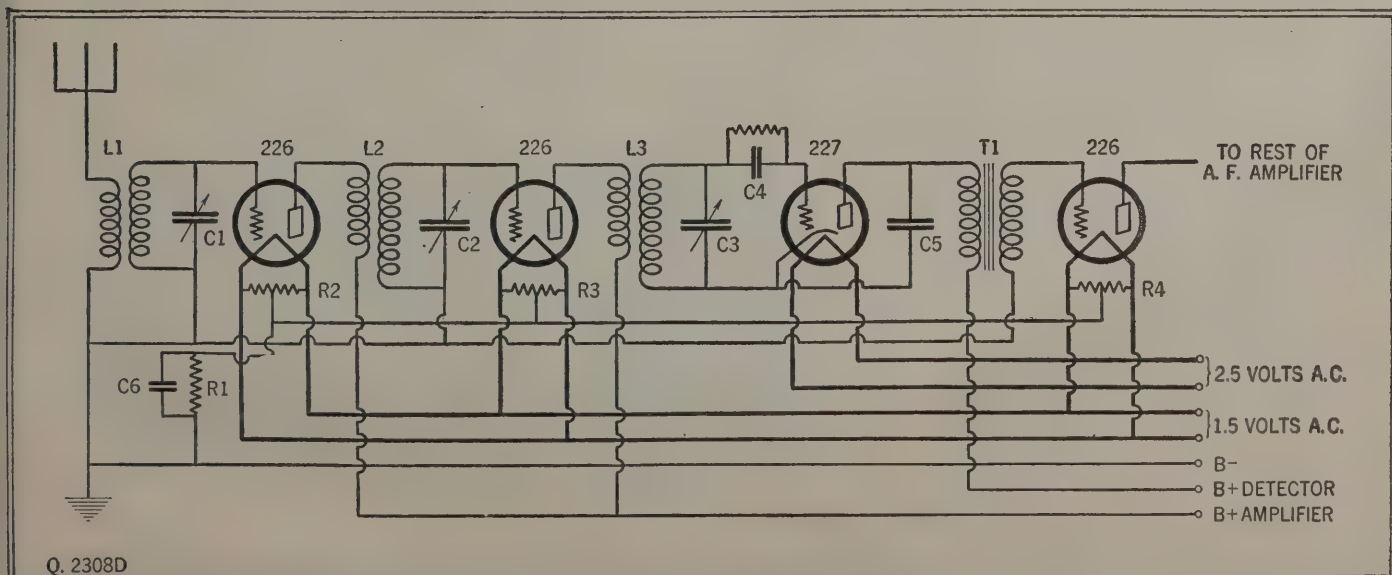 L1
226
L2
226
L3
227
T1
226
TO REST OF
A. F. AMPLIFIER
C4
C1
C2
C3
C5
R2
R3
R4
C6
R1
2.5 VOLTS A.C.
1.5 VOLTS A.C.
B-
B+ DETECTOR
B+ AMPLIFIER
Q. 2308D